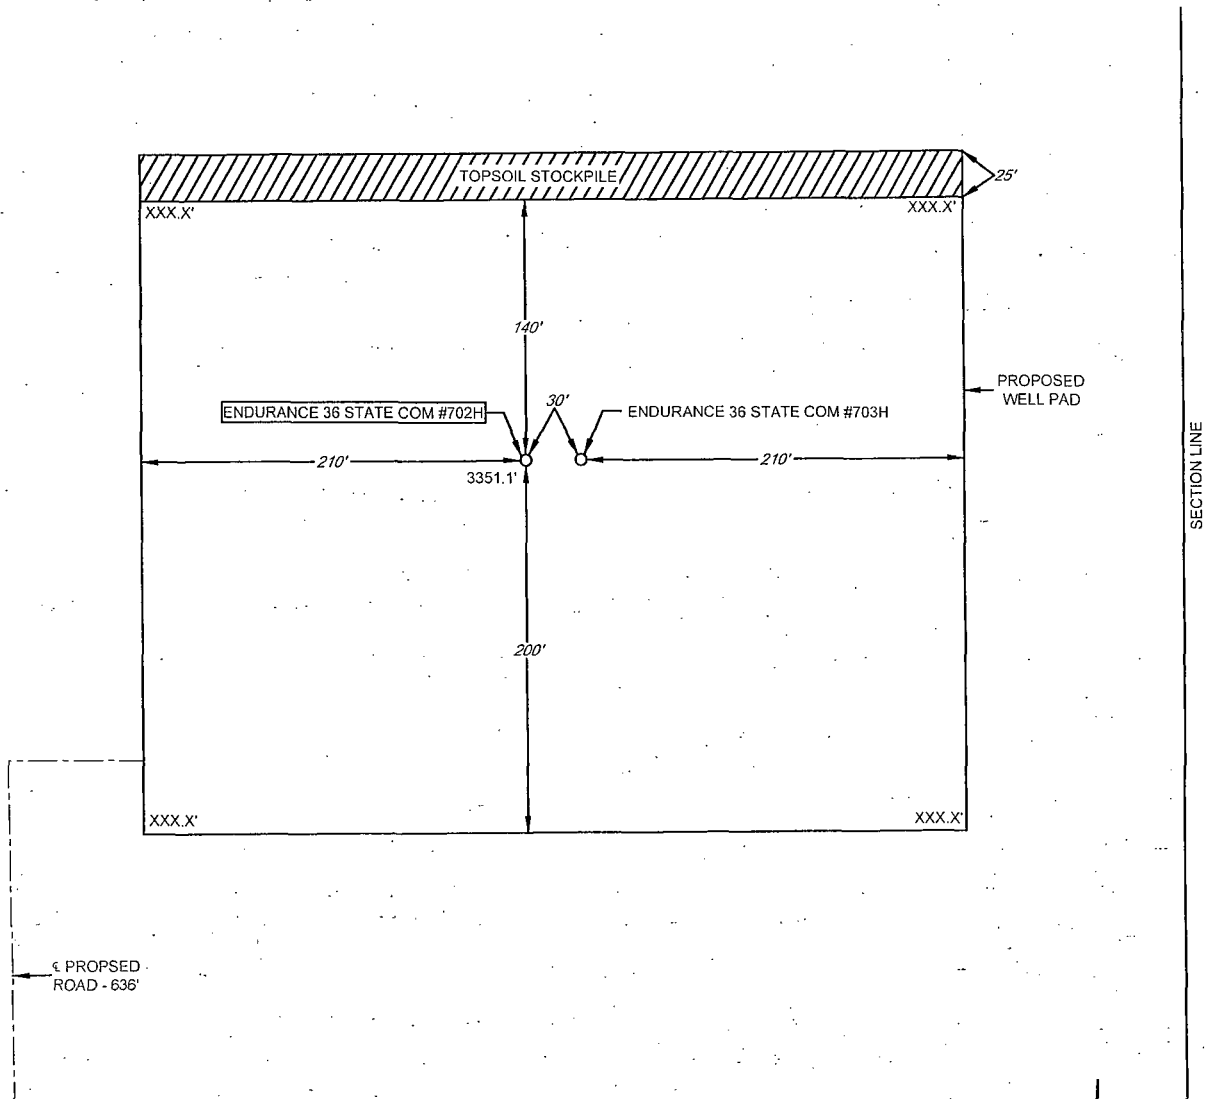 TOPSOIL STOCKPILE
25'
XXX.X'
XXX.X'
140'
PROPOSED
WELL PAD
ENDURANCE 36 STATE COM #702H
30'
ENDURANCE 36 STATE COM #703H
210'
210'
3351.1'
SECTION LINE
200'
XXX.X'
XXX.X'
℄ PROPSED
ROAD - 636'